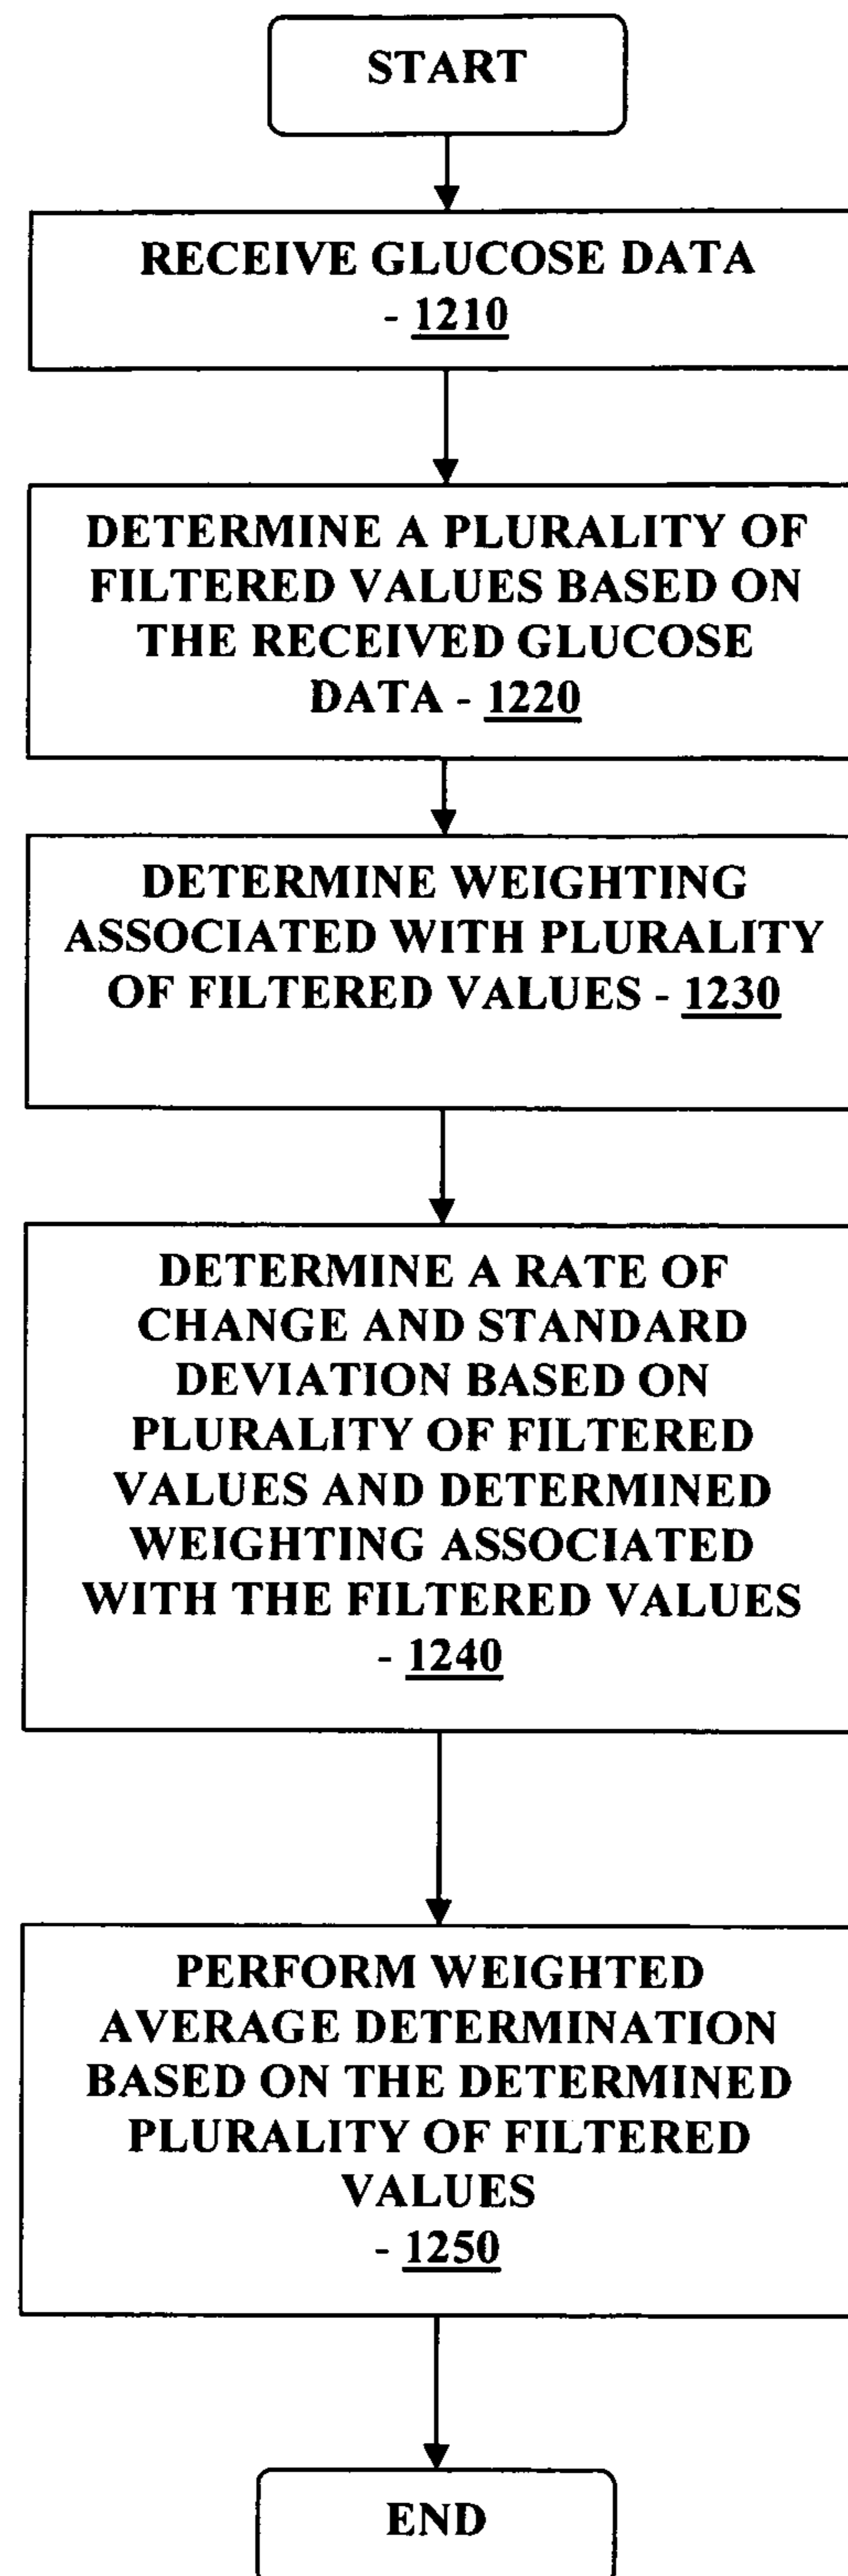 START
RECEIVE GLUCOSE DATA
- 1210
DETERMINE A PLURALITY OF
FILTERED VALUES BASED ON
THE RECEIVED GLUCOSE
DATA - 1220
DETERMINE WEIGHTING
ASSOCIATED WITH PLURALITY
OF FILTERED VALUES - 1230
DETERMINE A RATE OF
CHANGE AND STANDARD
DEVIATION BASED ON
PLURALITY OF FILTERED
VALUES AND DETERMINED
WEIGHTING ASSOCIATED
WITH THE FILTERED VALUES
- 1240
PERFORM WEIGHTED
AVERAGE DETERMINATION
BASED ON THE DETERMINED
PLURALITY OF FILTERED
VALUES
- 1250
END